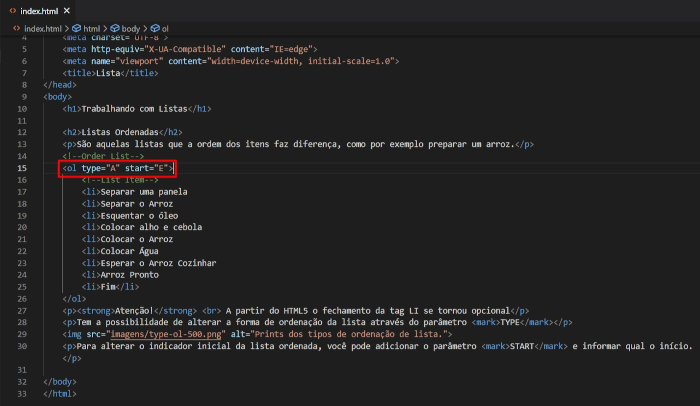 index.html
index.html > html > body > ol
4 <meta charset="UTF-8">
5 <meta http-equiv="X-UA-Compatible" content="IE=edge">
6 <meta name="viewport" content="width=device-width, initial-scale=1.0">
7 <title>Lista</title>
8 </head>
9 <body>
10 <h1>Trabalhando com Listas</h1>
11
12 <h2>Listas Ordenadas</h2>
13 <p>São aquelas listas que a ordem dos itens faz diferença, como por exemplo preparar um arroz.</p>
14 <!--Order List-->
15 <ol type="A" start="E">
16 <!--List Item-->
17 <li>Separar uma panela
18 <li>Separar o Arroz
19 <li>Esquentar o óleo
20 <li>Colocar alho e cebola
21 <li>Colocar o Arroz
22 <li>Colocar Água
23 <li>Esperar o Arroz Cozinhar
24 <li>Arroz Pronto
25 <li>Fim</li>
26 </ol>
27 <p><strong>Atenção!</strong> <br> A partir do HTML5 o fechamento da tag LI se tornou opcional</p>
28 <p>Tem a possibilidade de alterar a forma de ordenação da lista através do parâmetro <mark>TYPE</mark></p>
29 <img src="imagens/type-ol-500.png" alt="Prints dos tipos de ordenação de lista.">
30 <p>Para alterar o indicador inicial da lista ordenada, você pode adicionar o parâmetro <mark>START</mark> e informar qual o início.
</p>
31
32 </body>
33 </html>